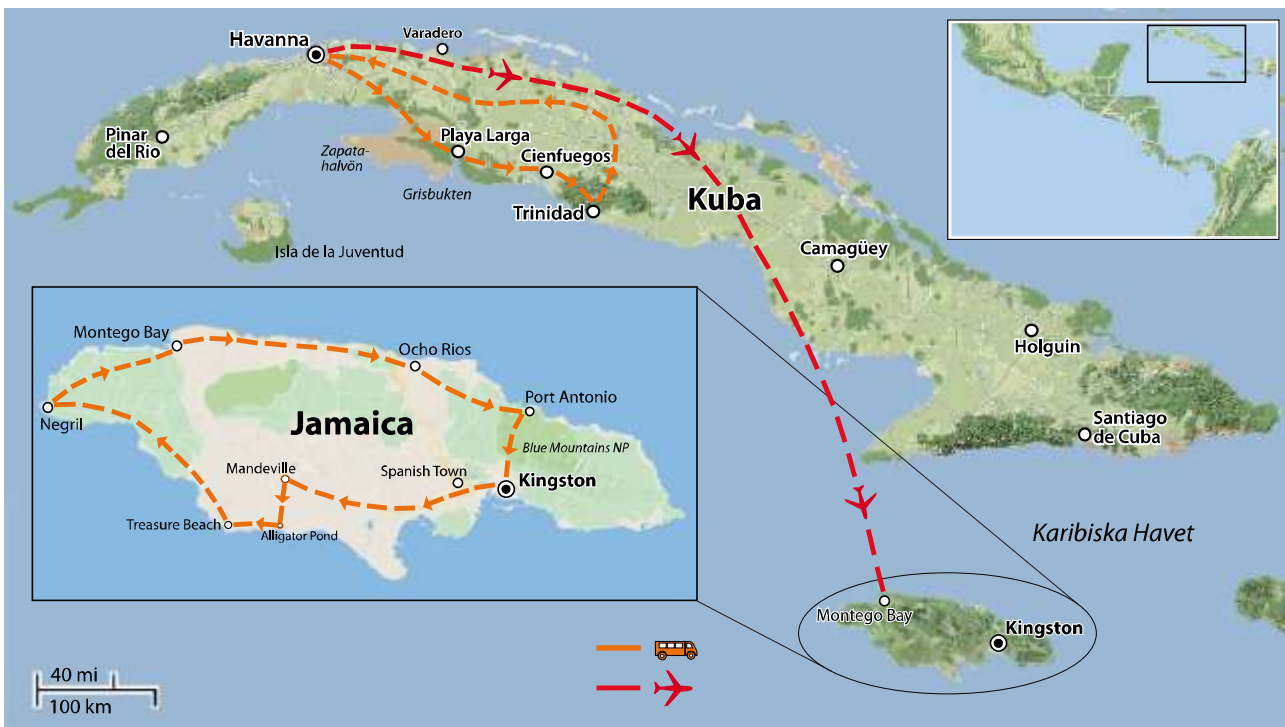 Varadero
Havanna
Pinar
del Rio
Playa Larga
Zapata-
halvön
Cienfuegos
Grisbukten
Trinidad
Kuba
Isla de la Juventud
Camagüey
Holguin
Santiago
de Cuba
Montego Bay
Ocho Rios
Negril
Port Antonio
Jamaica
Blue Mountains NP
Mandeville
Spanish Town
Kingston
Treasure Beach
Alligator Pond
Karibiska Havet
Montego Bay
Kingston
40 mi
100 km